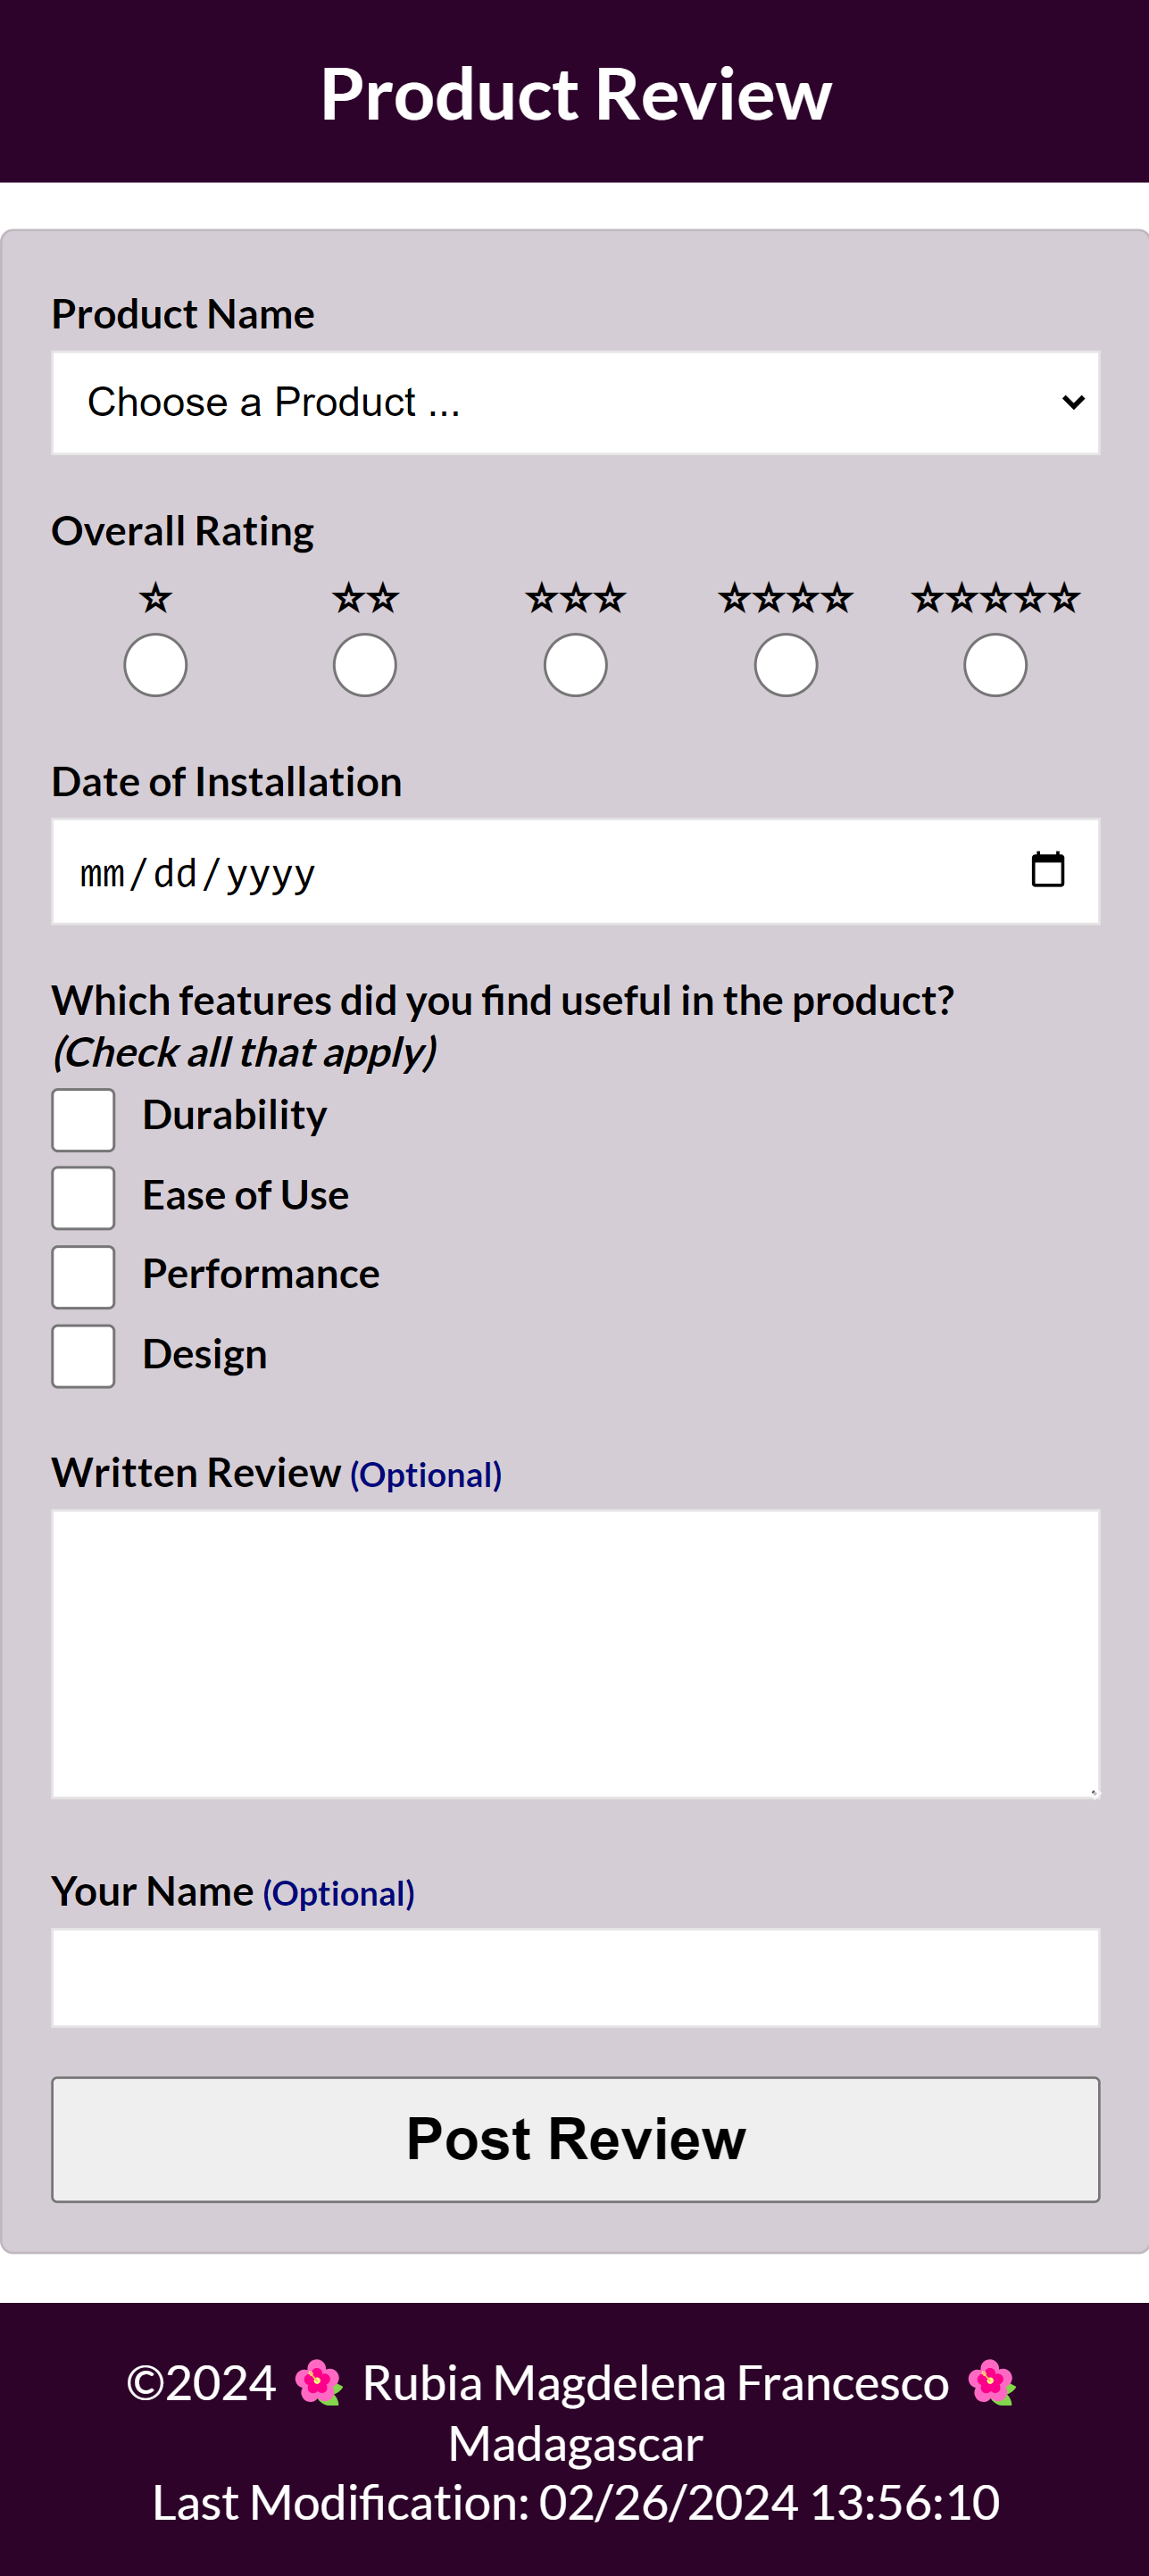 Product Review
Product Name
Choose a Product ...
Overall Rating
☆ ☆☆ ☆☆☆ ☆☆☆☆ ☆☆☆☆☆
Date of Installation
mm/dd/yyyy
Which features did you find useful in the product?
(Check all that apply)
Durability
Ease of Use
Performance
Design
Written Review (Optional)
Your Name (Optional)
Post Review
©2024 🌺 Rubia Magdelena Francesco 🌺
Madagascar
Last Modification: 02/26/2024 13:56:10